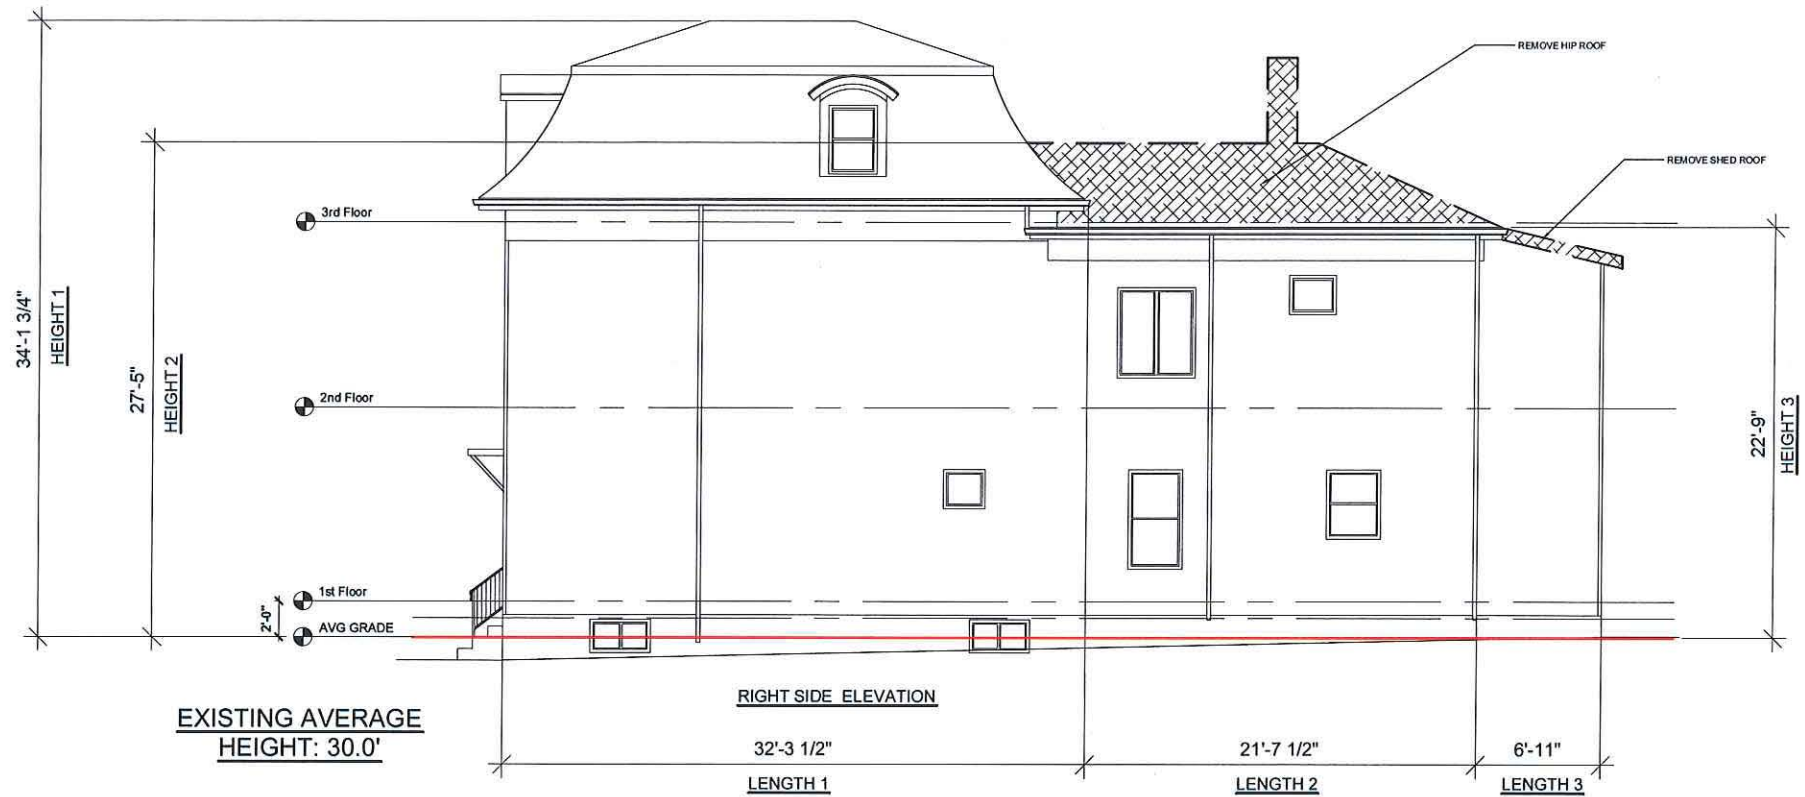 REMOVE HIP ROOF
REMOVE SHED ROOF
3rd Floor
34'-1 3/4"
HEIGHT 1
27'-5"
HEIGHT 2
2nd Floor
22'-9"
HEIGHT 3
1st Floor
2'-0"
AVG GRADE
RIGHT SIDE ELEVATION
EXISTING AVERAGE
HEIGHT: 30.0'
32'-3 1/2"
21'-7 1/2"
6'-11"
LENGTH 1
LENGTH 2
LENGTH 3